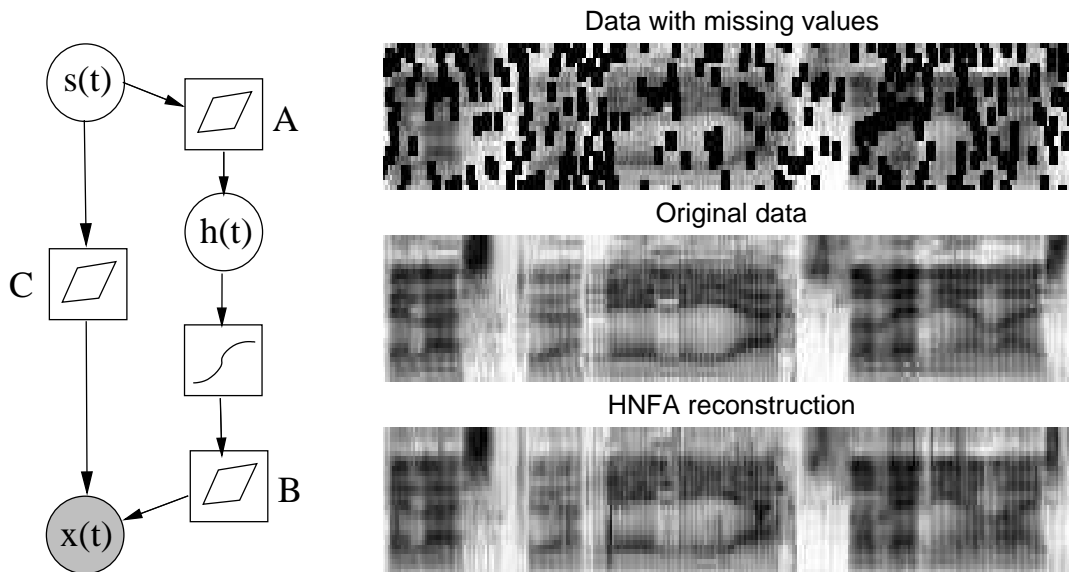 s(t)
A
h(t)
C
B
x(t)
Data with missing values
Original data
HNFA reconstruction